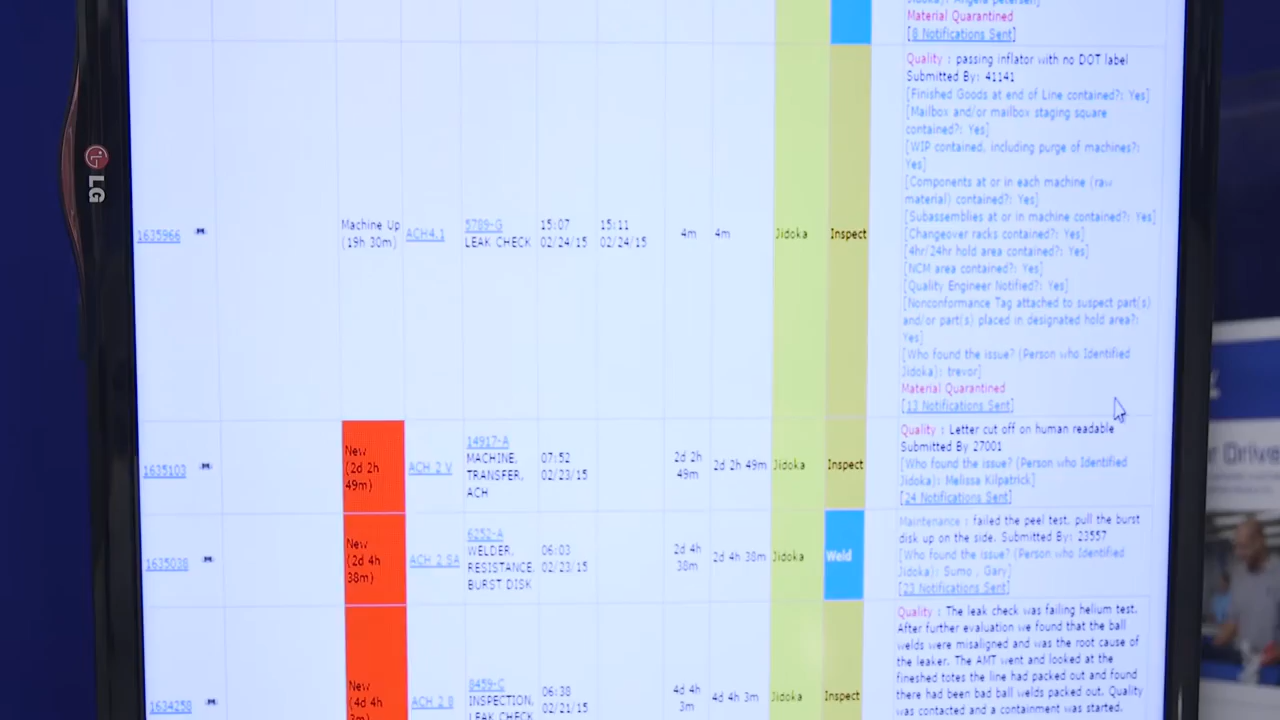 Material Quarantined
[8 Notifications Sent]
Quality : passing inflator with no DOT label
Submitted By: 41141
[Finished Goods at end of Line contained?: Yes]
[Mailbox and/or mailbox staging square
contained?: Yes]
[WIP contained, including purge of machines?:
Yes]
[Components at or in each machine (raw
material) contained?: Yes]
[Subassemblies at or in machine contained?: Yes]
[Changeover racks contained?: Yes]
[4hr/24hr hold area contained?: Yes]
[NCM area contained?: Yes]
[Quality Engineer Notified?: Yes]
[Nonconformance Tag attached to suspect part(s)
and/or part(s) placed in designated hold area?:
Yes]
[Who found the issue? (Person who Identified
Jidoka): trevor]
Material Quarantined
[13 Notifications Sent]
1635966
Machine Up
(19h 30m)
ACH4.1
5789-G
LEAK CHECK
15:07
02/24/15
15:11
02/24/15
4m
4m
Jidoka
Inspect
1635103
New
(2d 2h
49m)
ACH 2 V
14917-A
MACHINE,
TRANSFER,
ACH
07:52
02/23/15
2d 2h
49m
2d 2h 49m
Jidoka
Inspect
Quality : Letter cut off on human readable
Submitted By 27001
[Who found the issue? (Person who Identified
Jidoka): Melissa Kilpatrick]
[24 Notifications Sent]
1635038
New
(2d 4h
38m)
ACH 2 SA
6252-A
WELDER,
RESISTANCE,
BURST DISK
06:03
02/23/15
2d 4h
38m
2d 4h 38m
Jidoka
Weld
Maintenance : failed the peel test, pull the burst
disk up on the side. Submitted By: 23557
[Who found the issue? (Person who Identified
Jidoka): Sumo , Gary]
[23 Notifications Sent]
1634258
New
(4d 4h
3m)
ACH 2 B
8459-C
INSPECTION,
LEAK CHECK
06:38
02/21/15
4d 4h
3m
4d 4h 3m
Jidoka
Inspect
Quality : The leak check was failing helium test.
After further evaluation we found that the ball
welds were misaligned and was the root cause of
the leaker. The AMT went and looked at the
fineshed totes the line had packed out and found
there had been bad ball welds packed out. Quality
was contacted and a containment was started.
LG